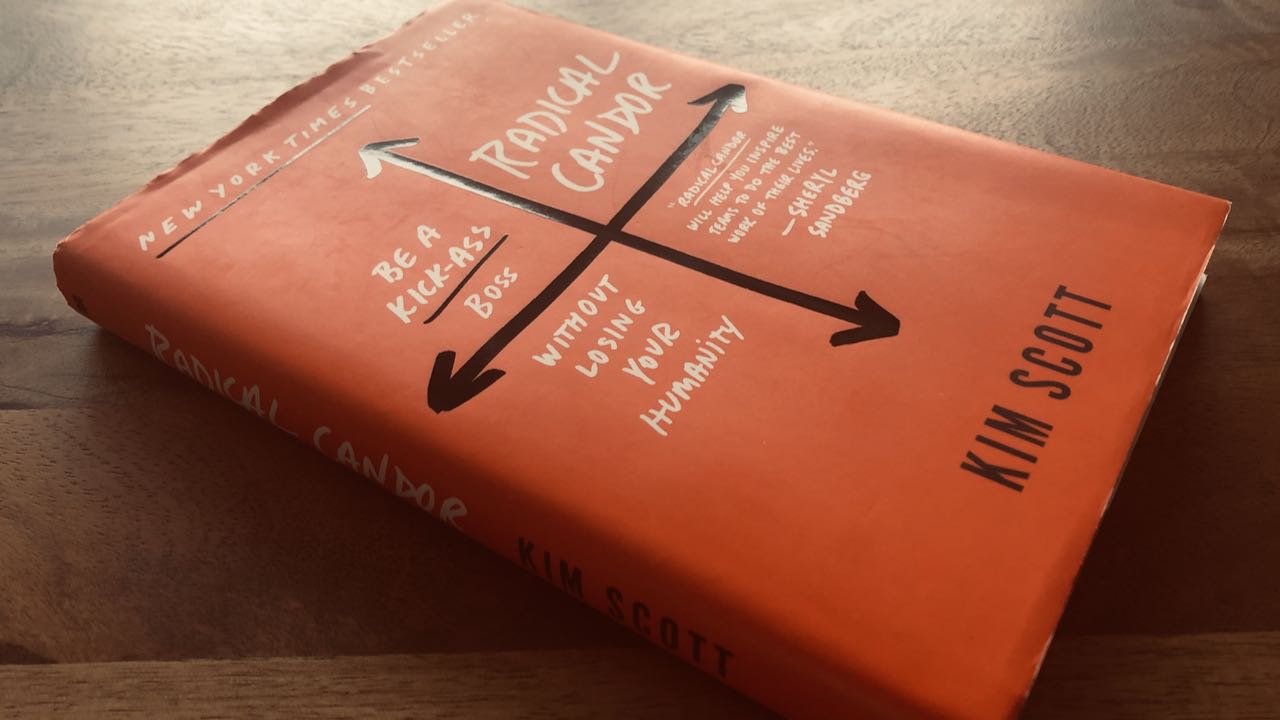 NEW YORK TIMES BESTSELLER
RADICAL
CANDOR
BE A
KICK-ASS
BOSS
"RADICAL CANDOR
WILL HELP YOU INSPIRE
TEAMS TO DO THE BEST
WORK OF THEIR LIVES."
—SHERYL
SANDBERG
WITHOUT
LOSING
YOUR
HUMANITY
KIM SCOTT
RADICAL CANDOR KIM SCOTT